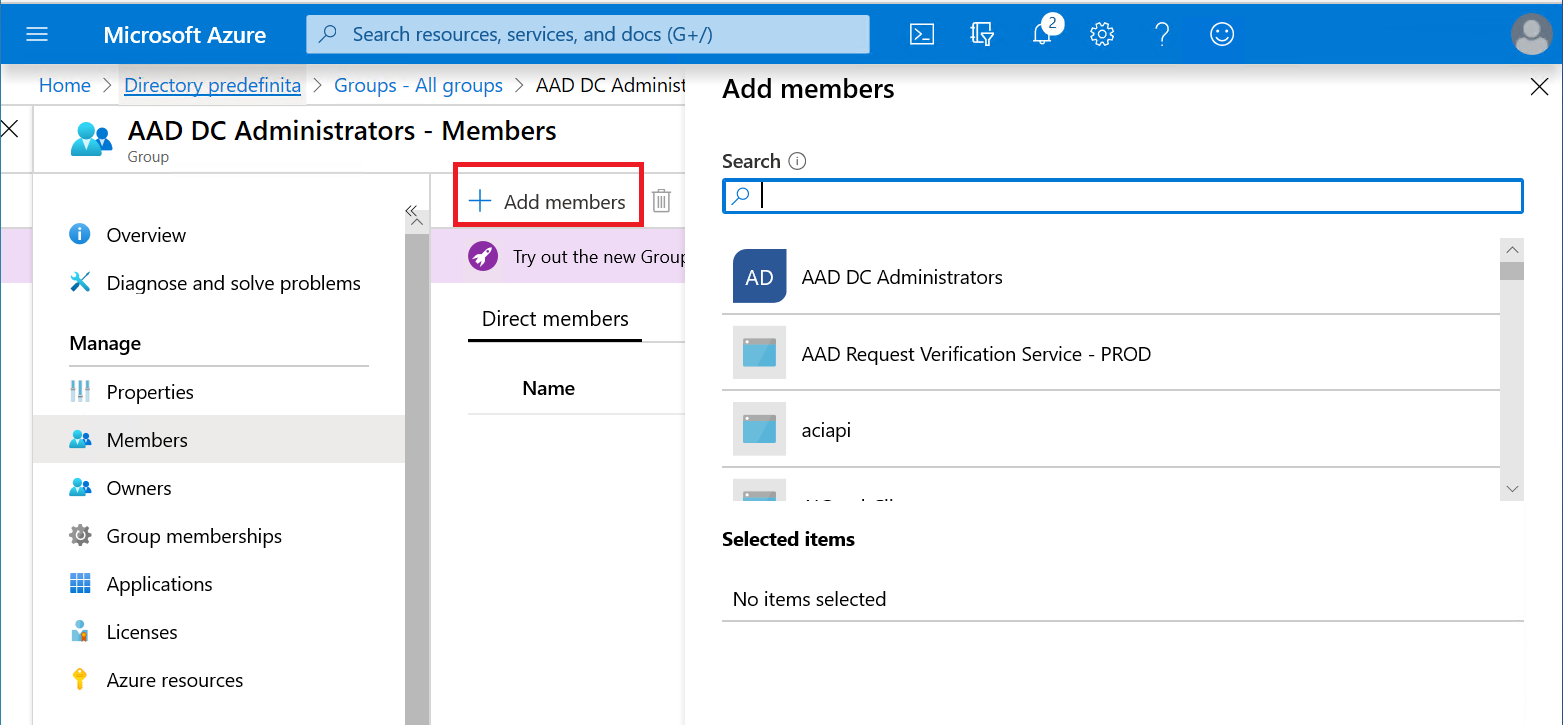 Microsoft Azure
Search resources, services, and docs (G+/)
2
Home > Directory predefinita > Groups - All groups > AAD DC Administ
AAD DC Administrators - Members
Group
Overview
Diagnose and solve problems
Manage
Properties
Members
Owners
Group memberships
Applications
Licenses
Azure resources
Add members
Try out the new Group
Direct members
Name
Add members
Search
AD
AAD DC Administrators
AAD Request Verification Service - PROD
aciapi
Selected items
No items selected